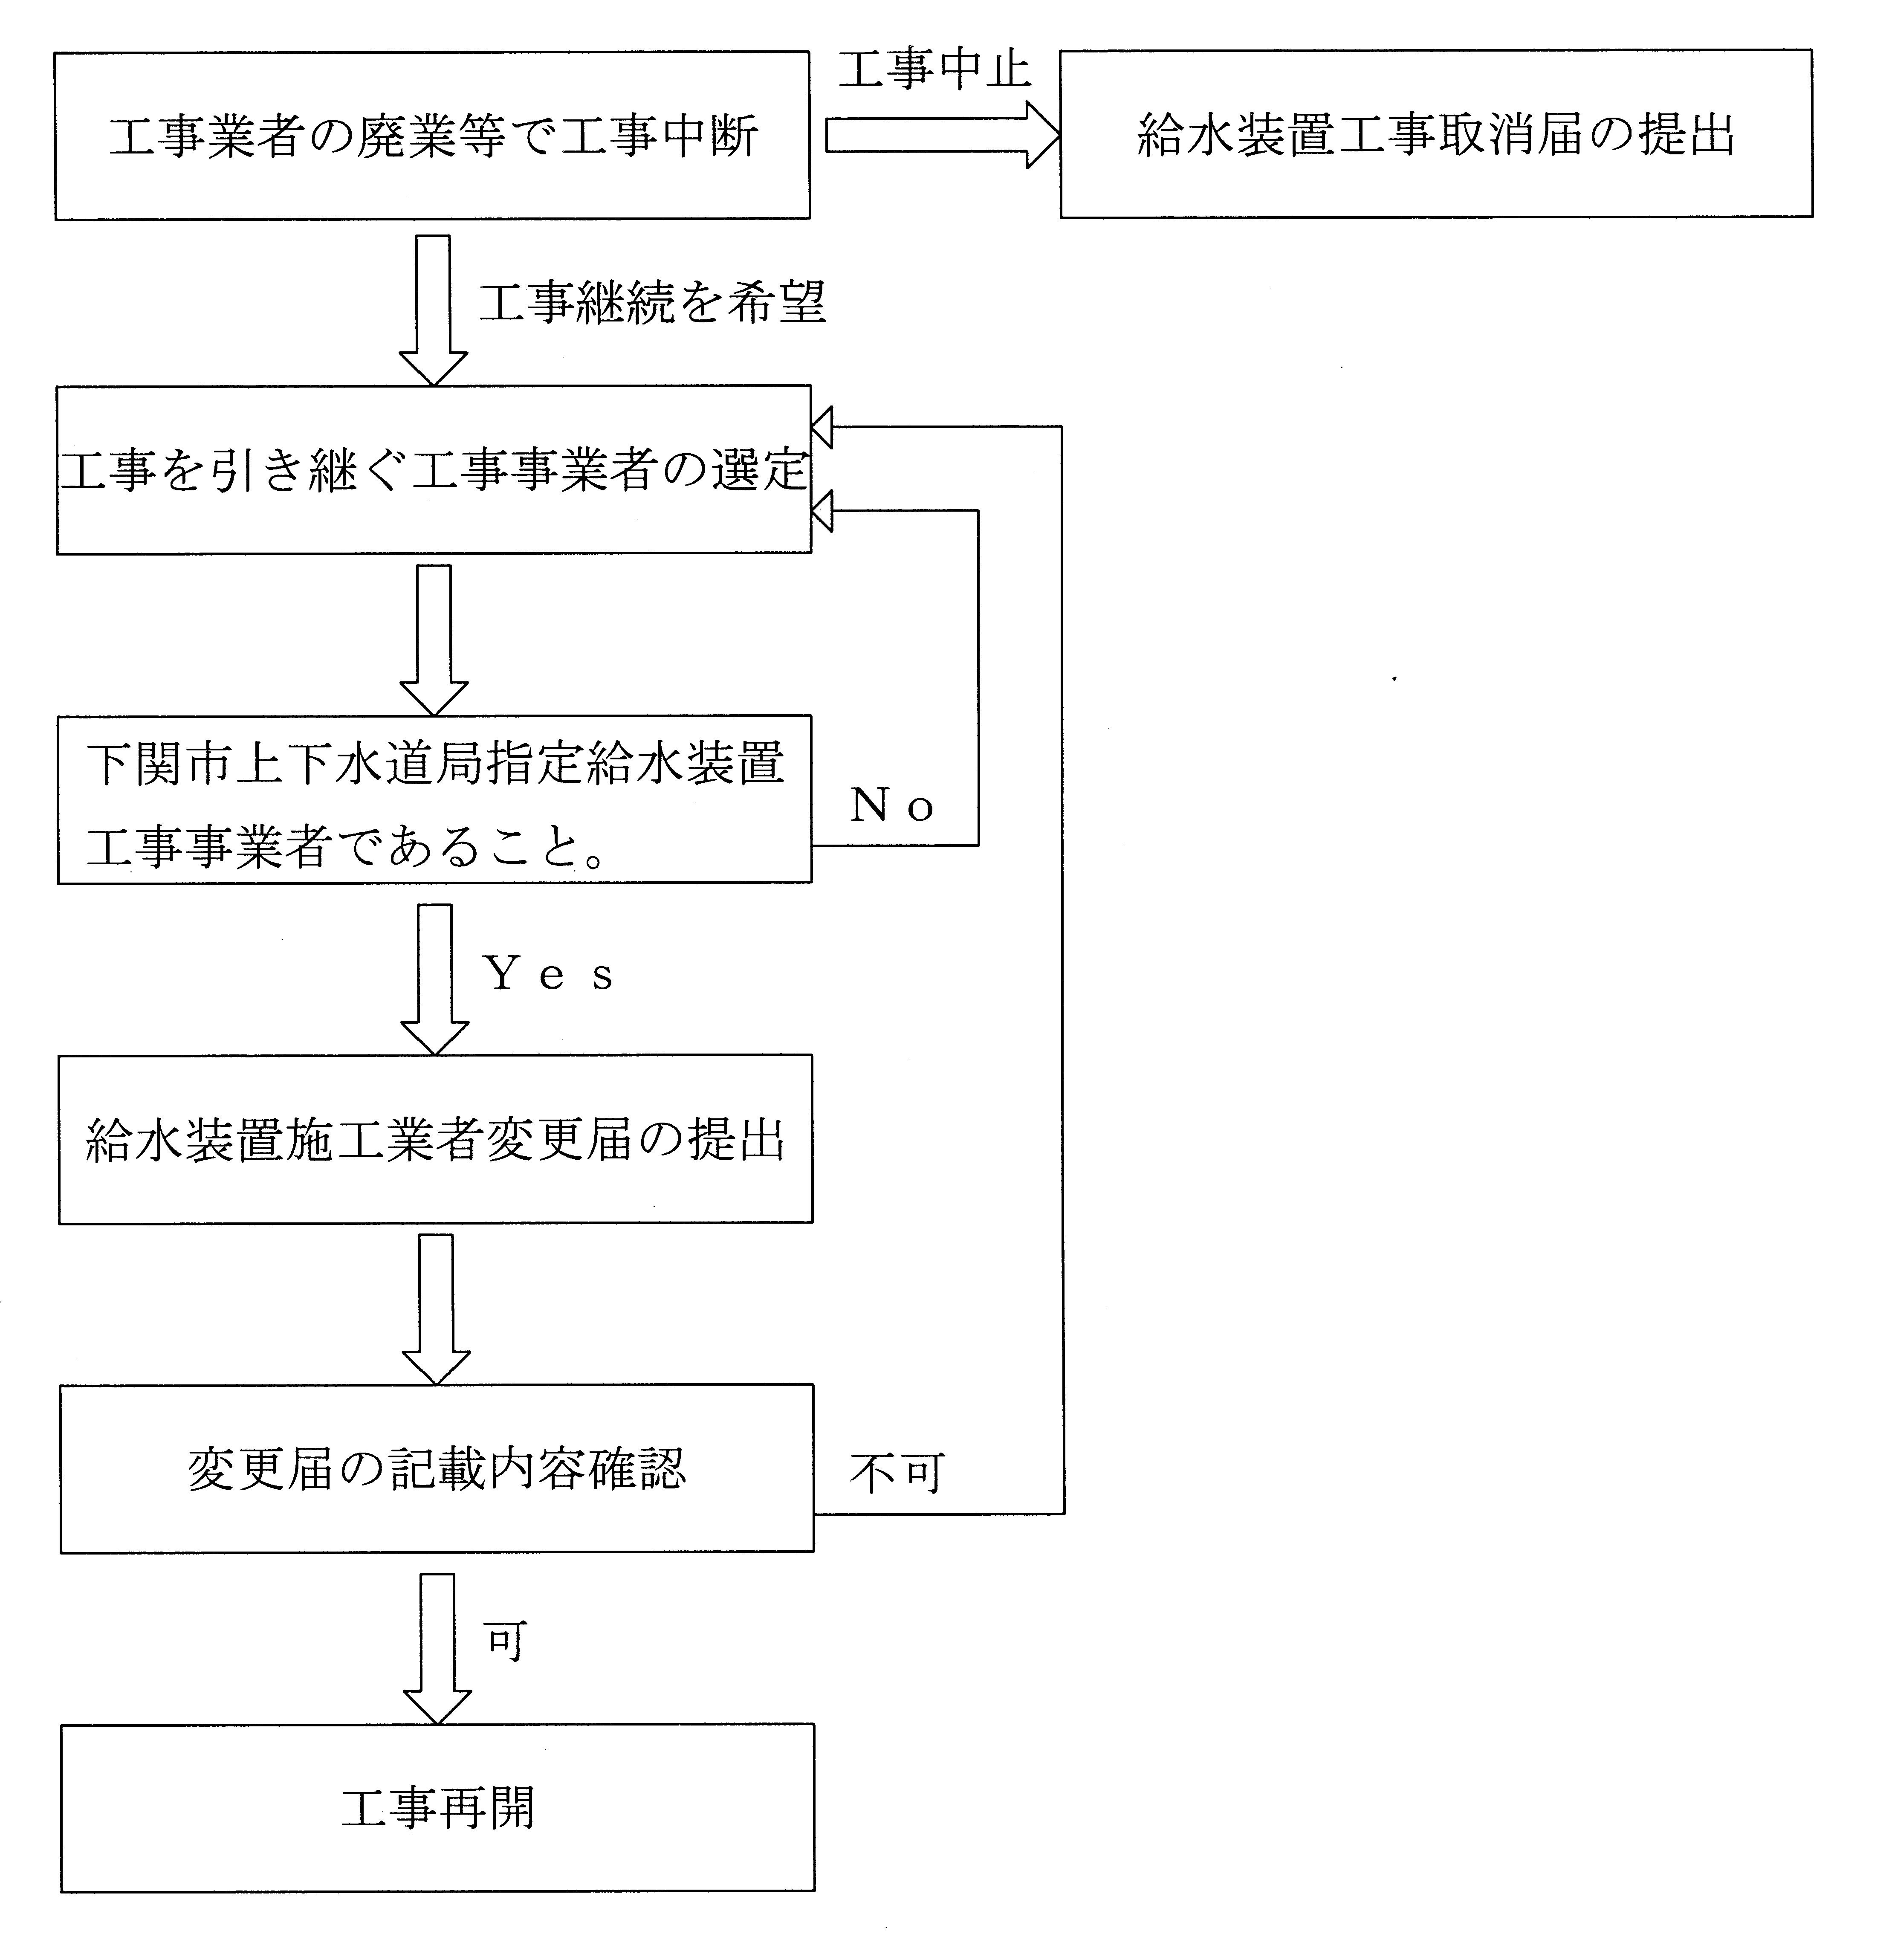 工事業者の廃業等で工事中断
工事中止
給水装置工事取消届の提出
工事継続を希望
工事を引き継ぐ工事事業者の選定
下関市上下水道局指定給水装置
工事事業者であること。
Ｎｏ
Ｙｅｓ
給水装置施工業者変更届の提出
変更届の記載内容確認
不可
可
工事再開